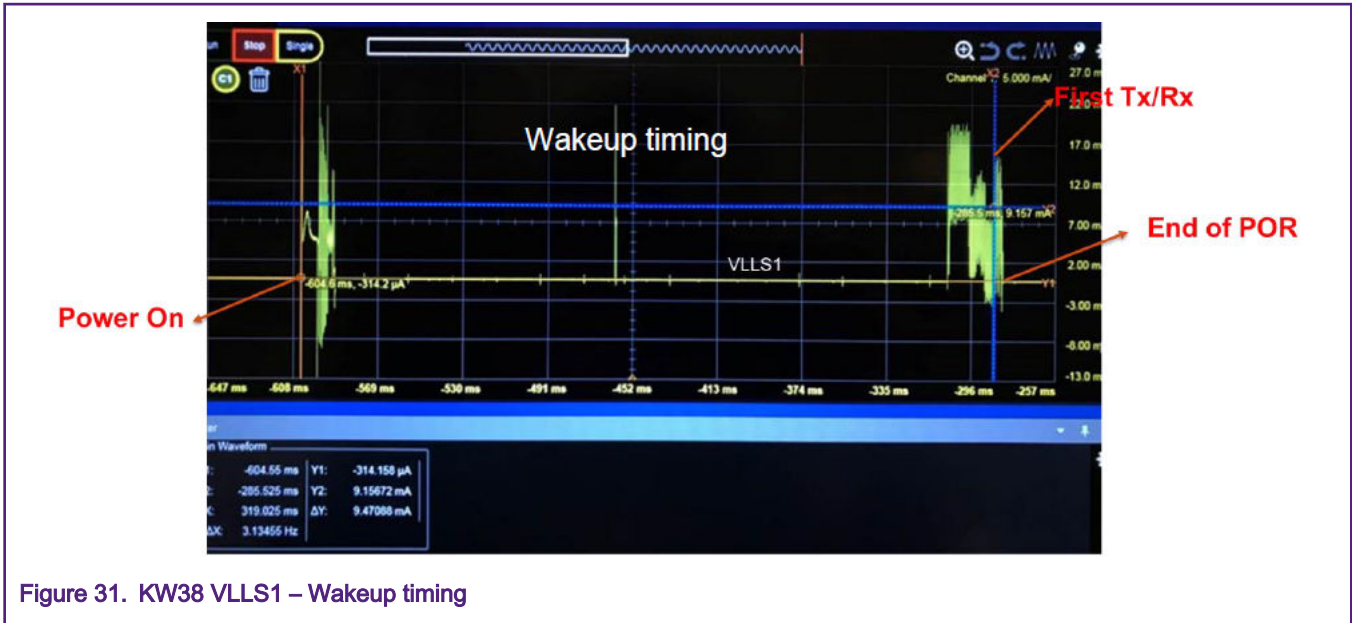 Stop
Single
C1
X1
X2
Channel
5.000 mA/
27.0 m
First Tx/Rx
Wakeup timing
17.0 m
12.0 m
-285.5 ms, 9.157 mA
7.00 m
End of POR
VLLS1
2.00 m
-604.6 ms, -314.2 µA
Y1
-3.00 m
Power On
-8.00 m
-13.0 m
-647 ms -608 ms -569 ms -530 ms -491 ms -452 ms -413 ms -374 ms -335 ms -296 ms -257 ms
Waveform
-604.55 ms Y1: -314.158 µA
-285.525 ms Y2: 9.15672 mA
319.025 ms ΔY: 9.47088 mA
ΔX: 3.13455 Hz
Figure 31. KW38 VLLS1 – Wakeup timing